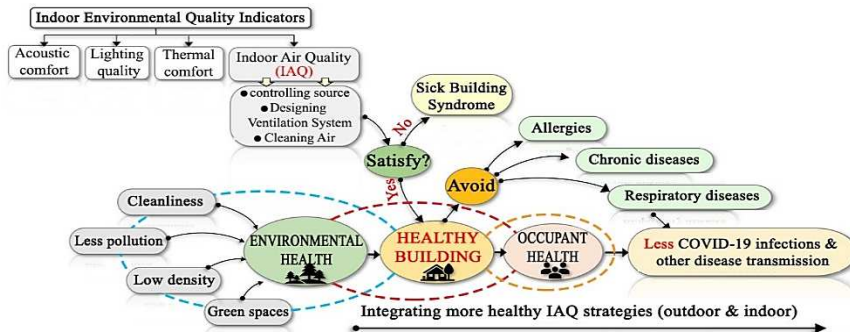 Indoor Environmental Quality Indicators
Acoustic
comfort
Lighting
quality
Thermal
comfort
Indoor Air Quality
(IAQ)
controlling source
Designing
Ventilation System
Cleaning Air
Sick Building
Syndrome
No
Satisfy?
Yes
Avoid
Allergies
Chronic diseases
Respiratory diseases
Cleanliness
Less pollution
Low density
Green spaces
ENVIRONMENTAL
HEALTH
HEALTHY
BUILDING
OCCUPANT
HEALTH
Less COVID-19 infections &
other disease transmission
Integrating more healthy IAQ strategies (outdoor & indoor)